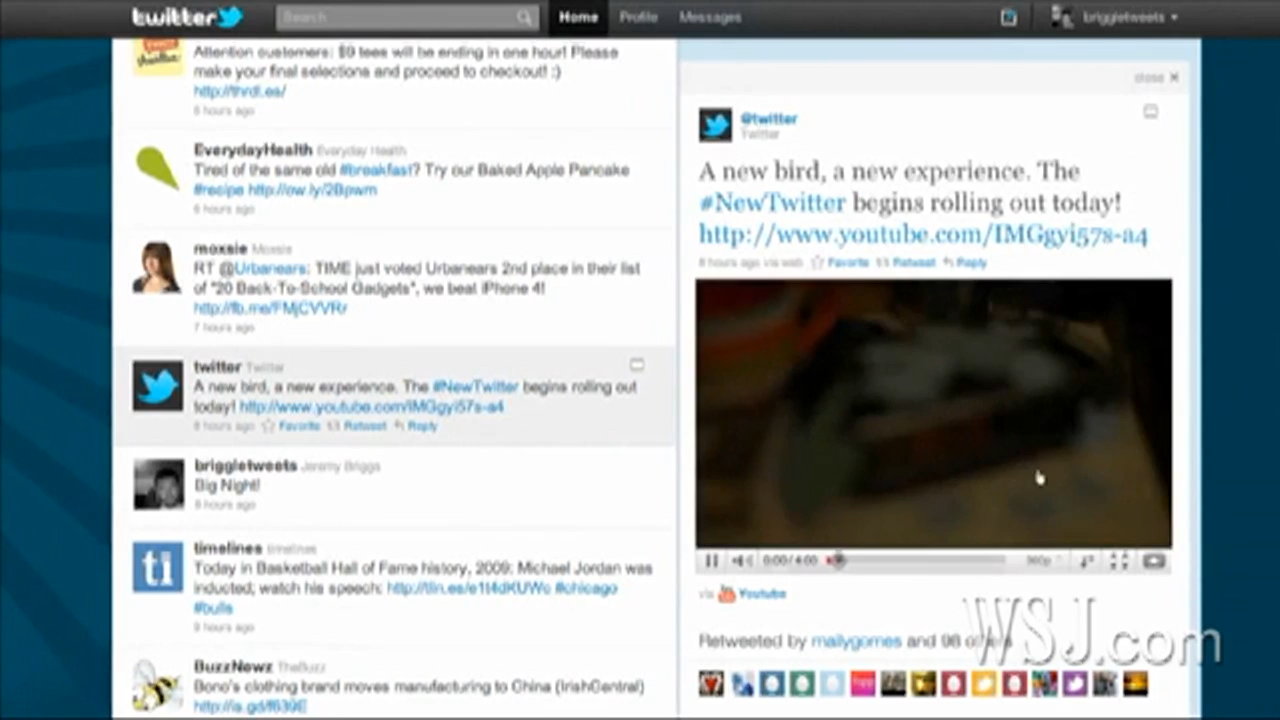 twitter
Search
Home
Profile
Messages
briggletweets
Attention customers: $9 tees will be ending in one hour! Please
make your final selections and proceed to checkout! :)
http://thrdl.es/
6 hours ago
EverydayHealth Everyday Health
Tired of the same old #breakfast? Try our Baked Apple Pancake
#recipe http://ow.ly/2Bpwm
6 hours ago
moxsie Moxsie
RT @Urbanears: TIME just voted Urbanears 2nd place in their list
of "20 Back-To-School Gadgets", we beat iPhone 4!
http://fb.me/FMjCVVRr
7 hours ago
twitter Twitter
A new bird, a new experience. The #NewTwitter begins rolling out
today! http://www.youtube.com/IMGgyi57s-a4
8 hours ago Favorite Retweet Reply
briggletweets Jeremy Briggs
Big Night!
9 hours ago
ti
timelines timelines
Today in Basketball Hall of Fame history, 2009: Michael Jordan was
inducted; watch his speech: http://tlin.es/e1t4dKUWc #chicago
#bulls
9 hours ago
BuzzNewz TheBuzz
Bono's clothing brand moves manufacturing to China (IrishCentral)
http://is.gd/f639E
close
@twitter
Twitter
A new bird, a new experience. The
#NewTwitter begins rolling out today!
http://www.youtube.com/IMGgyi57s-a4
8 hours ago via web Favorite Retweet Reply
0:00 / 4:00
360p
via Youtube
Retweeted by mailygomes and 98 others
WSJ.com